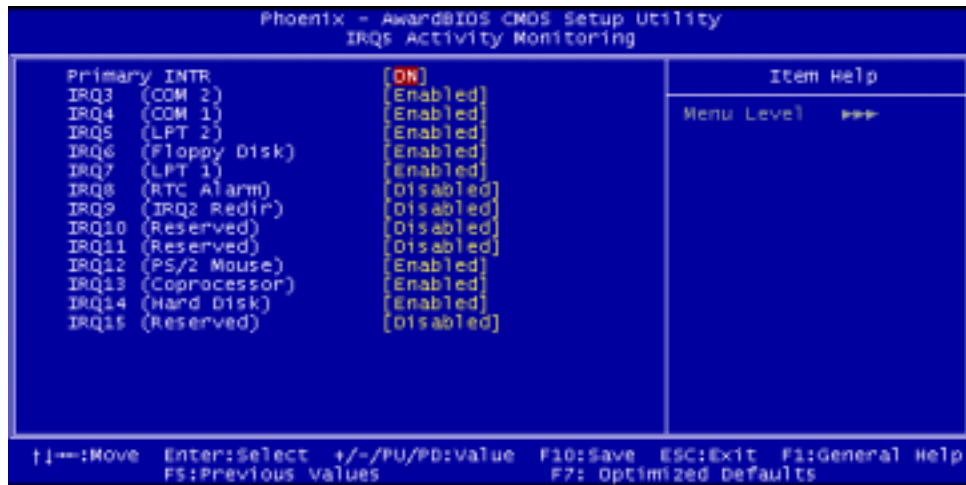 Phoenix - AwardBIOS CMOS Setup Utility
IRQs Activity Monitoring
Primary INTR [ON]
IRQ3 (COM 2) [Enabled]
IRQ4 (COM 1) [Enabled]
IRQ5 (LPT 2) [Enabled]
IRQ6 (Floppy Disk) [Enabled]
IRQ7 (LPT 1) [Enabled]
IRQ8 (RTC Alarm) [Disabled]
IRQ9 (IRQ2 Redir) [Disabled]
IRQ10 (Reserved) [Disabled]
IRQ11 (Reserved) [Disabled]
IRQ12 (PS/2 Mouse) [Enabled]
IRQ13 (Coprocessor) [Enabled]
IRQ14 (Hard Disk) [Enabled]
IRQ15 (Reserved) [Disabled]
Item Help
Menu Level ►►►
↑↓→←:Move Enter:Select +/-/PU/PD:Value F10:Save ESC:Exit F1:General Help
F5:Previous Values F7: Optimized Defaults